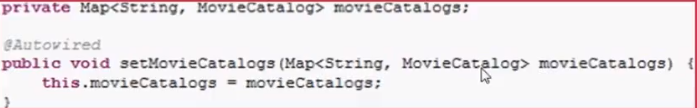 private Map<String, MovieCatalog> movieCatalogs;
@Autowired
public void setMovieCatalogs(Map<String, MovieCatalog> movieCatalogs) {
this.movieCatalogs = movieCatalogs;
}